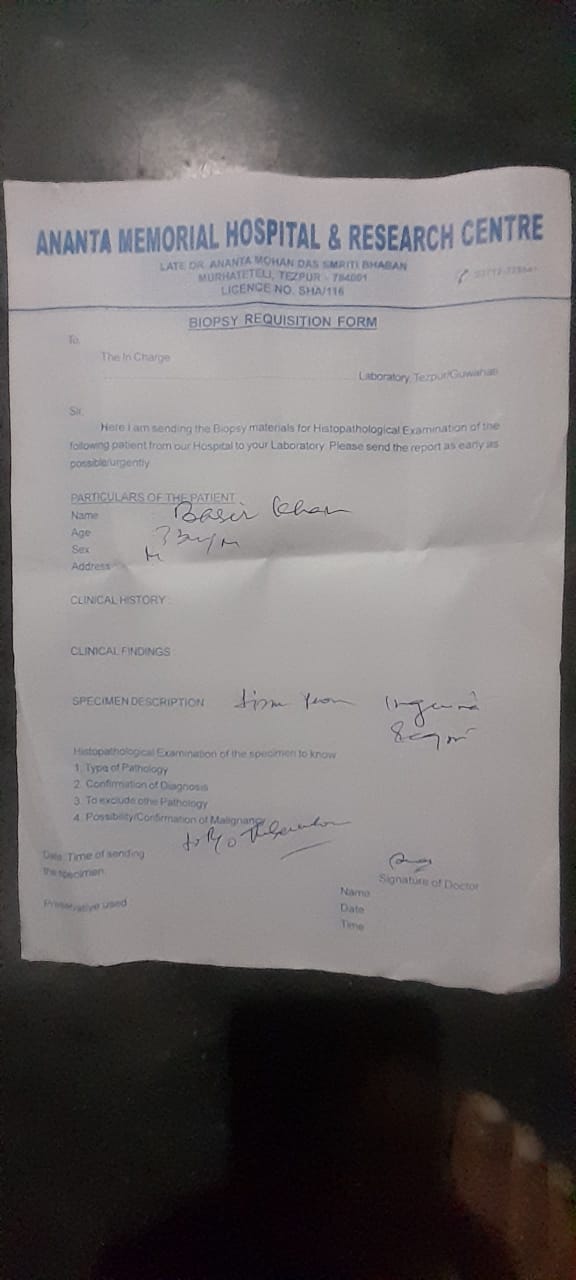 ANANTA MEMORIAL HOSPITAL & RESEARCH CENTRE
LATE DR. ANANTA MOHAN DAS SMRITI BHABAN
MURHATETELI, TEZPUR - 784001
LICENCE NO. SHA/116
BIOPSY REQUISITION FORM
To,
The In Charge
Laboratory Tezpur/Guwahati
Sir,
Here I am sending the Biopsy materials for Histopathological Examination of the
following patient from our Hospital to your Laboratory. Please send the report as early as
possible/urgently
PARTICULARS OF THE PATIENT
Name Basir Khan
Age
Sex M
Address
CLINICAL HISTORY :
CLINICAL FINDINGS
SPECIMEN DESCRIPTION
Histopathological Examination of the specimen to know
1. Type of Pathology
2. Confirmation of Diagnosis
3. To exclude othe Pathology
4. Possibility/Confirmation of Malignancy
Date, Time of sending
the specimen
Signature of Doctor
Name
Preservative used
Date
Time